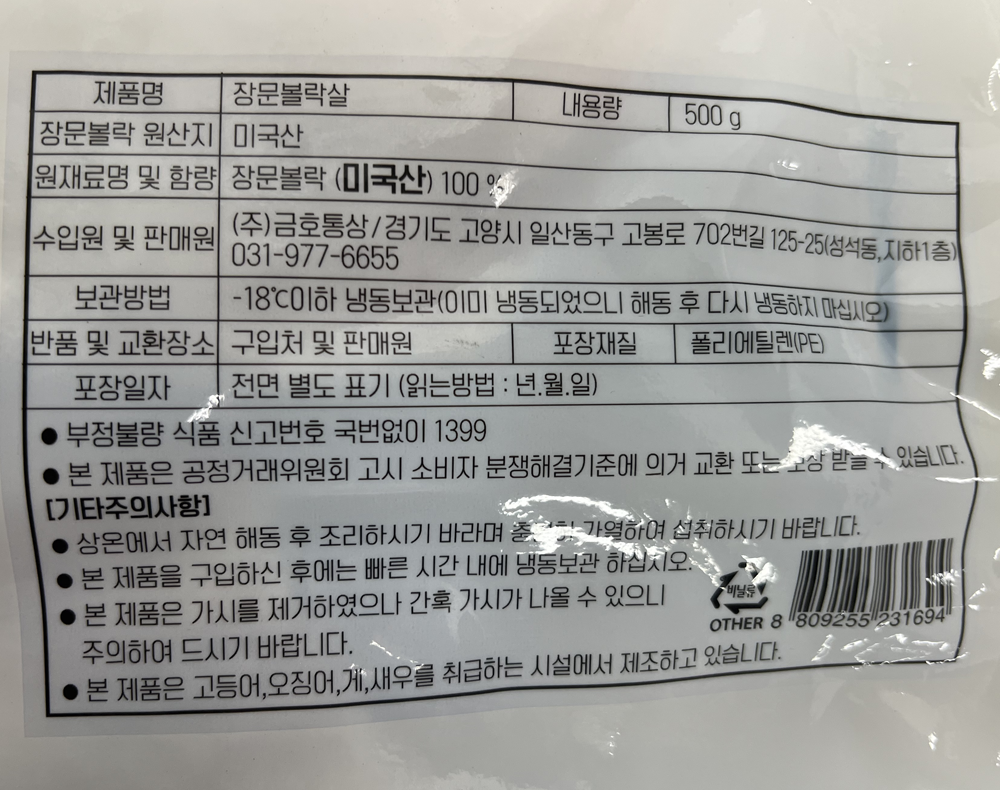 제품명 장문볼락살 내용량 500 g
장문볼락 원산지 미국산
원재료명 및 함량 장문볼락 (미국산) 100 %
수입원 및 판매원 (주)금호통상/경기도 고양시 일산동구 고봉로 702번길 125-25(성석동,지하1층)
031-977-6655
보관방법 -18℃이하 냉동보관(이미 냉동되었으니 해동 후 다시 냉동하지 마십시오)
반품 및 교환장소 구입처 및 판매원 포장재질 폴리에틸렌(PE)
포장일자 전면 별도 표기 (읽는방법 : 년.월.일)
● 부정불량 식품 신고번호 국번없이 1399
● 본 제품은 공정거래위원회 고시 소비자 분쟁해결기준에 의거 교환 또는 보상 받을 수 있습니다.
[기타주의사항]
● 상온에서 자연 해동 후 조리하시기 바라며 가열하여 섭취하시기 바랍니다.
● 본 제품을 구입하신 후에는 빠른 시간 내에 냉동보관 하십시오.
● 본 제품은 가시를 제거하였으나 간혹 가시가 나올 수 있으니
주의하여 드시기 바랍니다.
● 본 제품은 고등어,오징어,게,새우를 취급하는 시설에서 제조하고 있습니다.
비닐류
OTHER
8 809255 231694